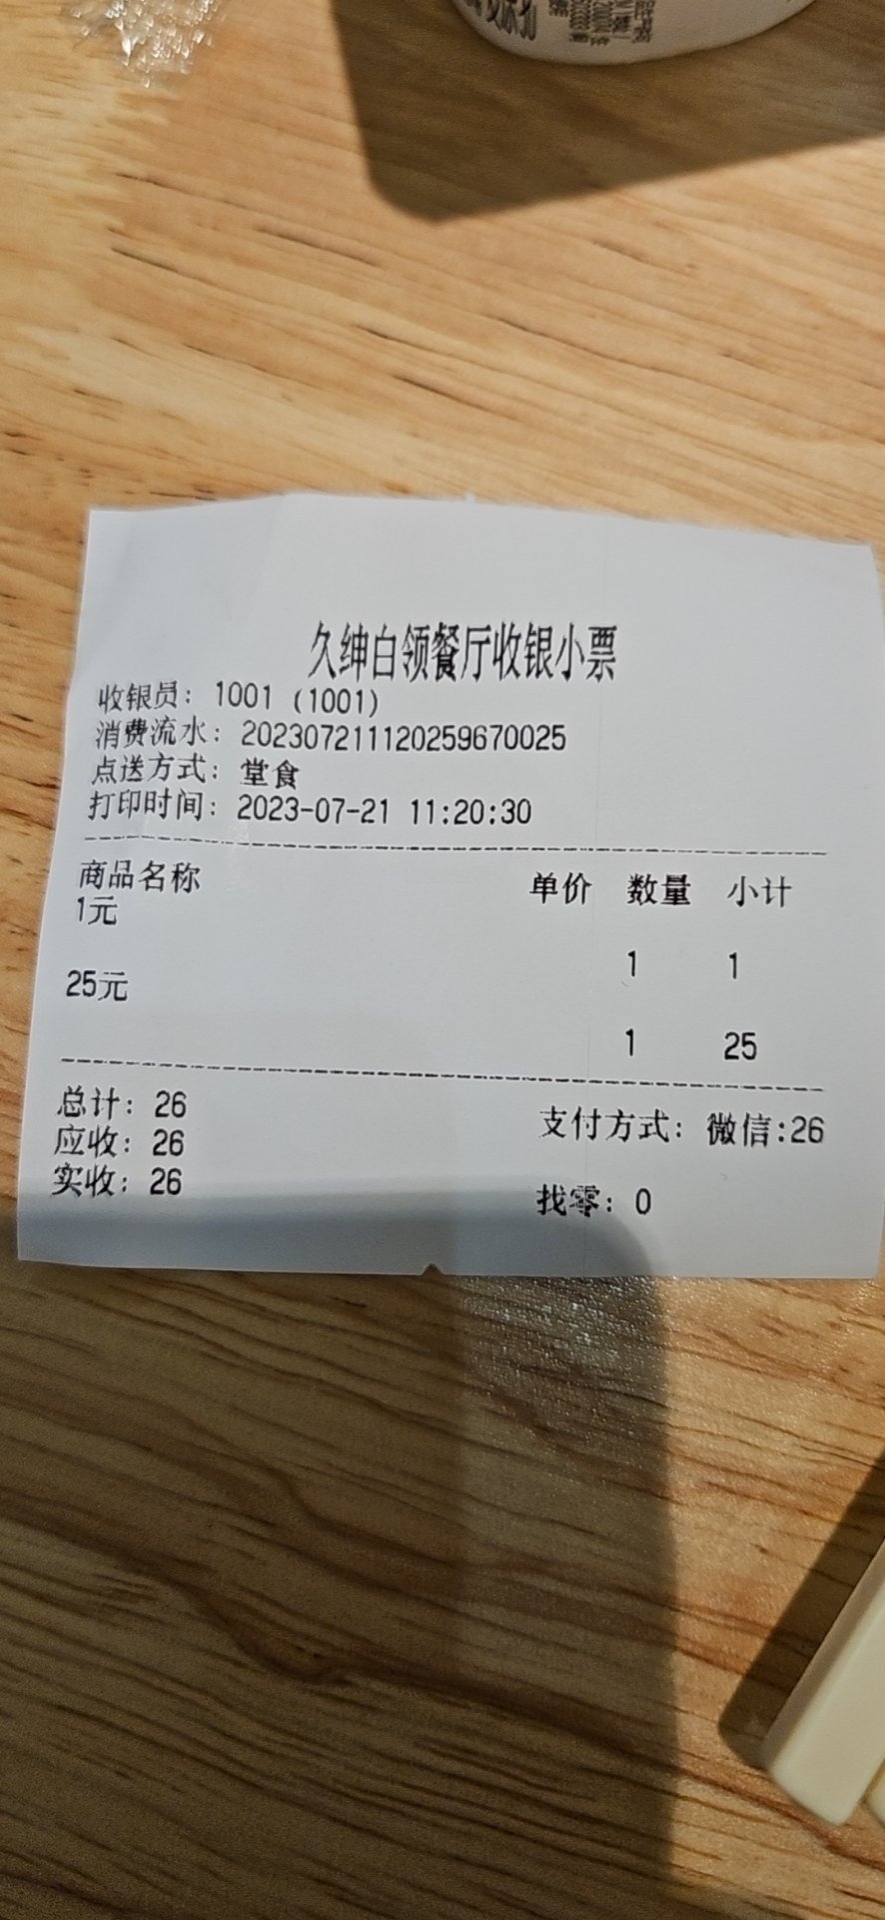 久绅白领餐厅收银小票
收银员：1001 (1001)
消费流水：202307211120259670025
点送方式：堂食
打印时间：2023-07-21 11:20:30
商品名称 单价 数量 小计
1元
1 1
25元
1 25
总计：26 支付方式：微信:26
应收：26
实收：26 找零：0